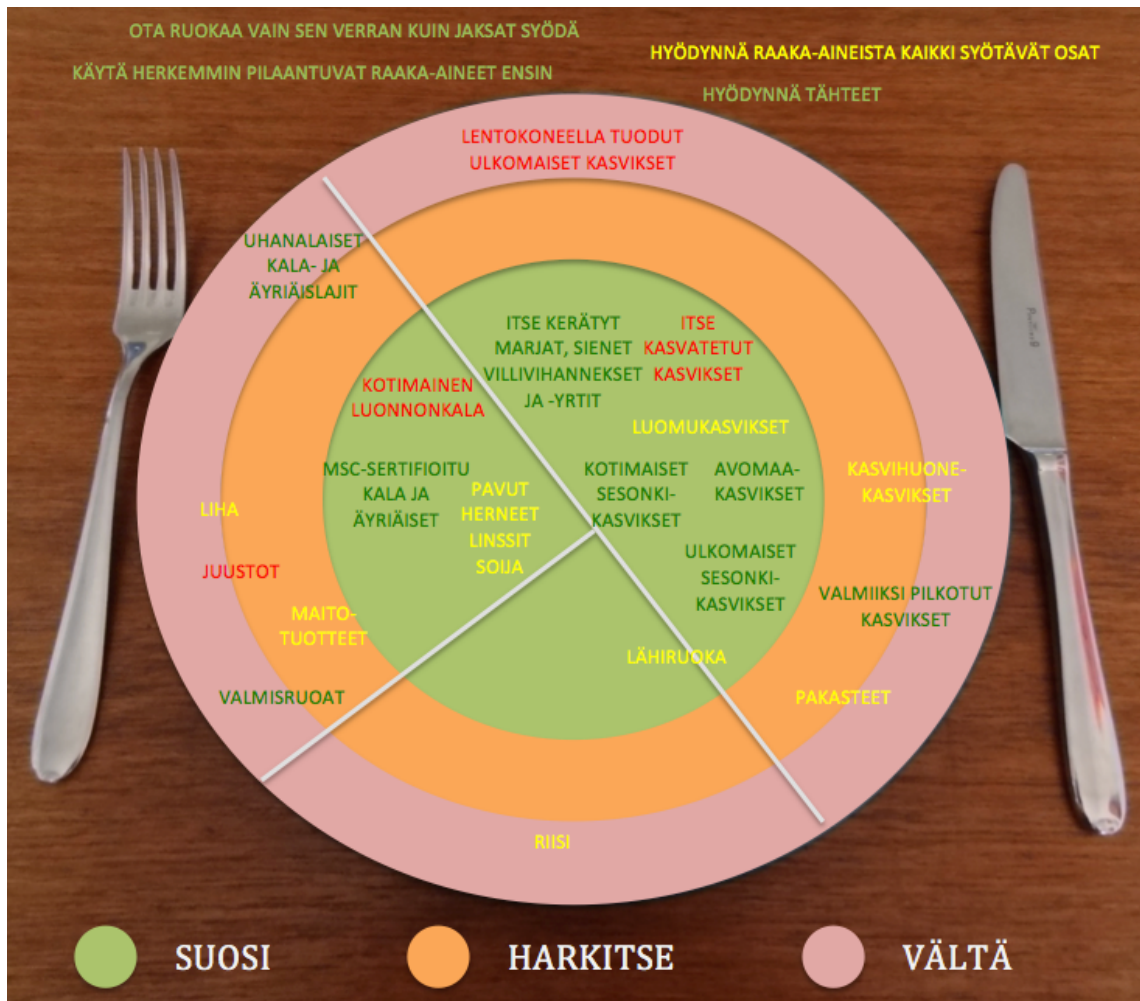 OTA RUOKAA VAIN SEN VERRAN KUIN JAKSAT SYÖDÄ
HYÖDYNNÄ RAAKA-AINEISTA KAIKKI SYÖTÄVÄT OSAT
KÄYTÄ HERKEMMIN PILAANTUVAT RAAKA-AINEET ENSIN
HYÖDYNNÄ TÄHTEET
LENTOKONEELLA TUODUT
ULKOMAISET KASVIKSET
UHANALAISET
KALA- JA
ÄYRIÄISLAJIT
ITSE KERÄTYT
MARJAT, SIENET
VILLIVIHANNEKSET
JA -YRTIT
ITSE
KASVATETUT
KASVIKSET
KOTIMAINEN
LUONNONKALA
LUOMUKASVIKSET
MSC-SERTIFIOITU
KALA JA
ÄYRIÄISET
PAVUT
HERNEET
LINSSIT
SOIJA
KOTIMAISET
SESONKI-
KASVIKSET
AVOMAA-
KASVIKSET
KASVIHUONE-
KASVIKSET
LIHA
JUUSTOT
ULKOMAISET
SESONKI-
KASVIKSET
VALMIIKSI PILKOTUT
KASVIKSET
MAITO-
TUOTTEET
LÄHIRUOKA
VALMISRUOAT
PAKASTEET
RIISI
SUOSI
HARKITSE
VÄLTÄ